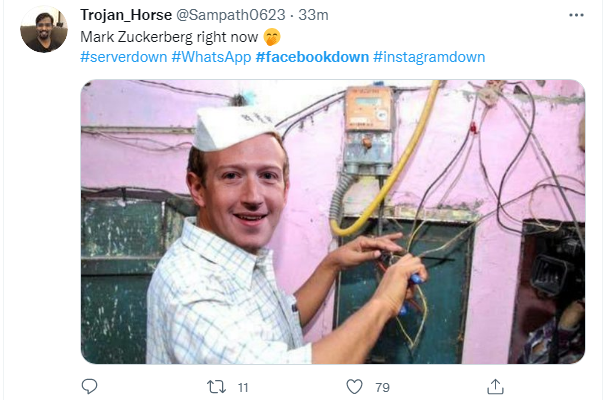 Trojan_Horse @Sampath0623 · 33m
Mark Zuckerberg right now 🤭
#serverdown #WhatsApp #facebookdown #instagramdown
11
79